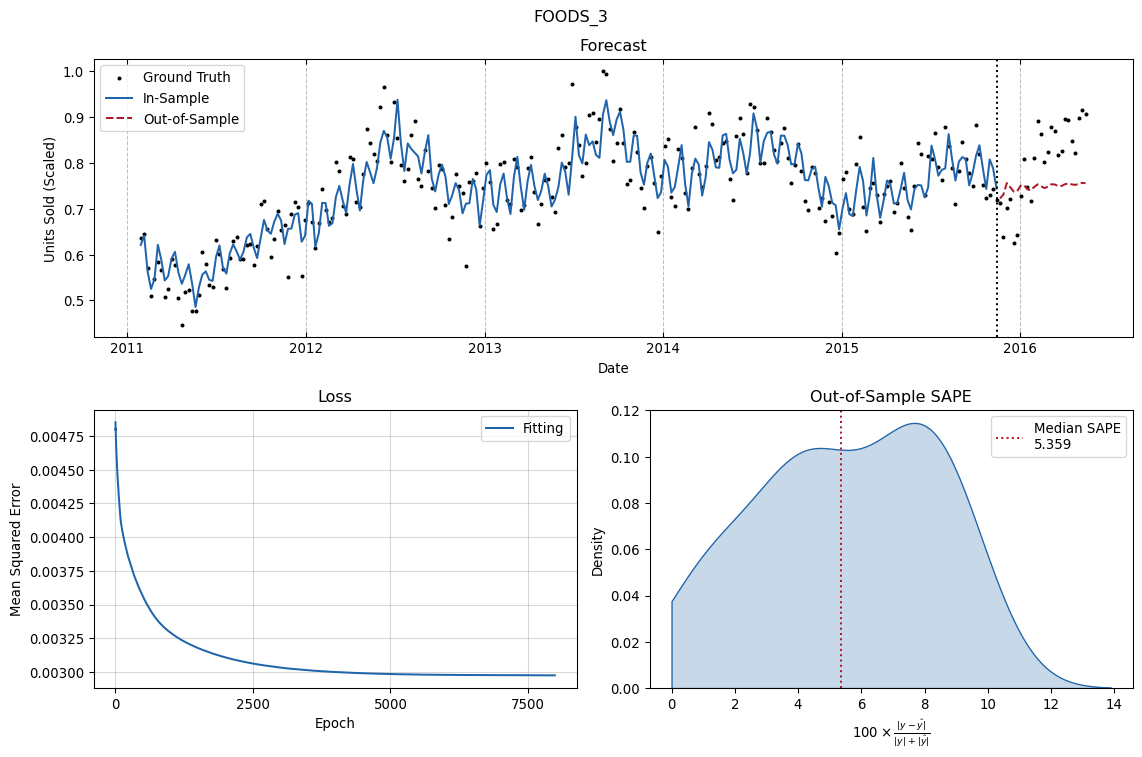 FOODS_3
Forecast
Units Sold (Scaled)
1.0
0.9
0.8
0.7
0.6
0.5
Ground Truth
In-Sample
Out-of-Sample
2011 2012 2013 2014 2015 2016
Date
Loss
Mean Squared Error
0.00475
0.00450
0.00425
0.00400
0.00375
0.00350
0.00325
0.00300
Fitting
0 2500 5000 7500
Epoch
Out-of-Sample SAPE
Density
0.12
0.10
0.08
0.06
0.04
0.02
0.00
Median SAPE
5.359
0 2 4 6 8 10 12 14
100 × |y − ŷ| / |y| + |ŷ|